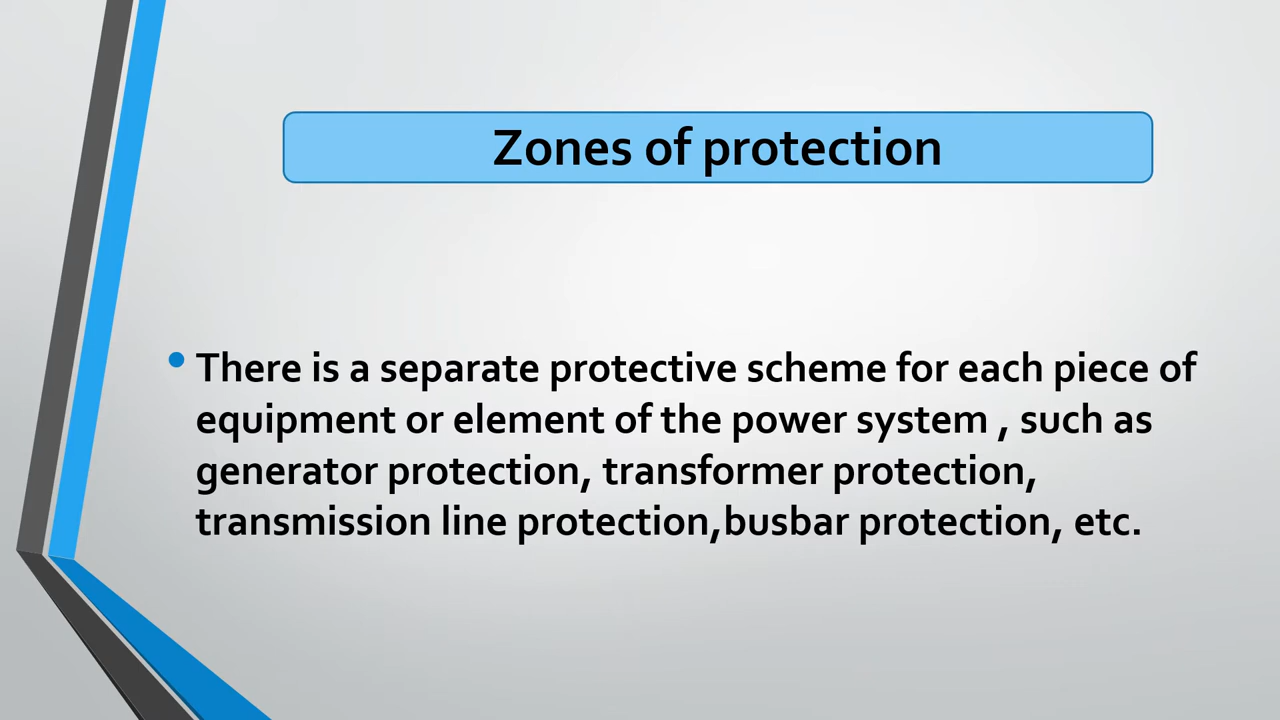 Zones of protection
• There is a separate protective scheme for each piece of
equipment or element of the power system , such as
generator protection, transformer protection,
transmission line protection,busbar protection, etc.